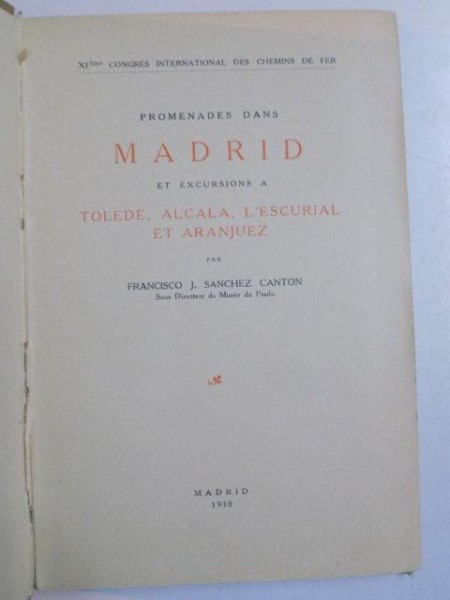 XIème CONGRÈS INTERNATIONAL DES CHEMINS DE FER
PROMENADES DANS
MADRID
ET EXCURSIONS A
TOLEDE, ALCALA, L'ESCURIAL
ET ARANJUEZ
PAR
FRANCISCO J. SANCHEZ CANTON
Sous Directeur du Musée du Prado
MADRID
1930